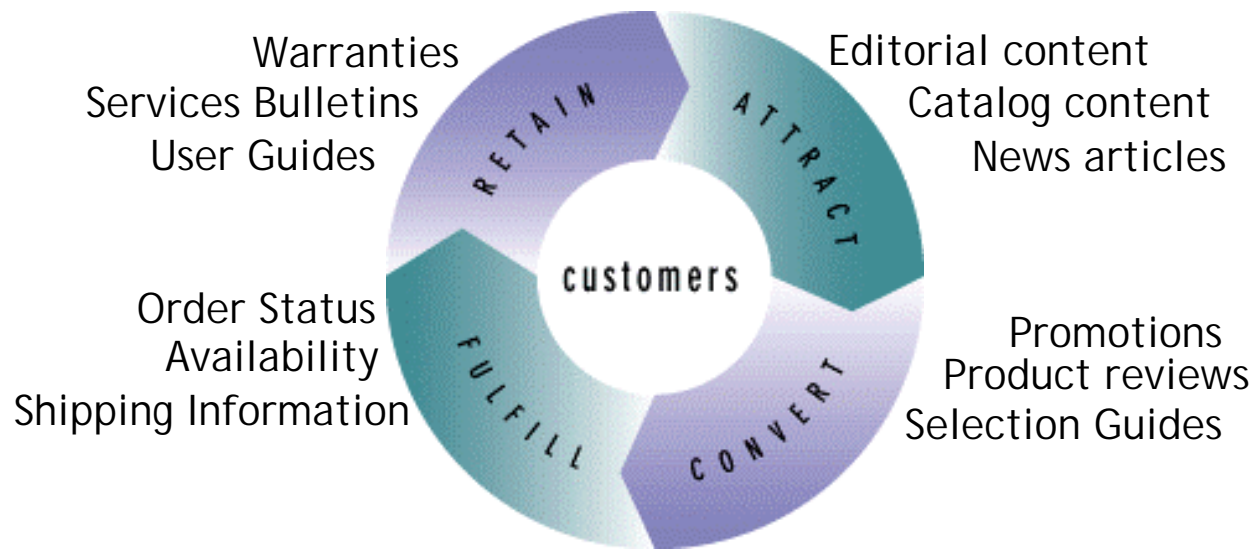 Warranties
Services Bulletins
User Guides
RETAIN
ATTRACT
Editorial content
Catalog content
News articles
customers
Order Status
Availability
Shipping Information
FULFILL
CONVERT
Promotions
Product reviews
Selection Guides